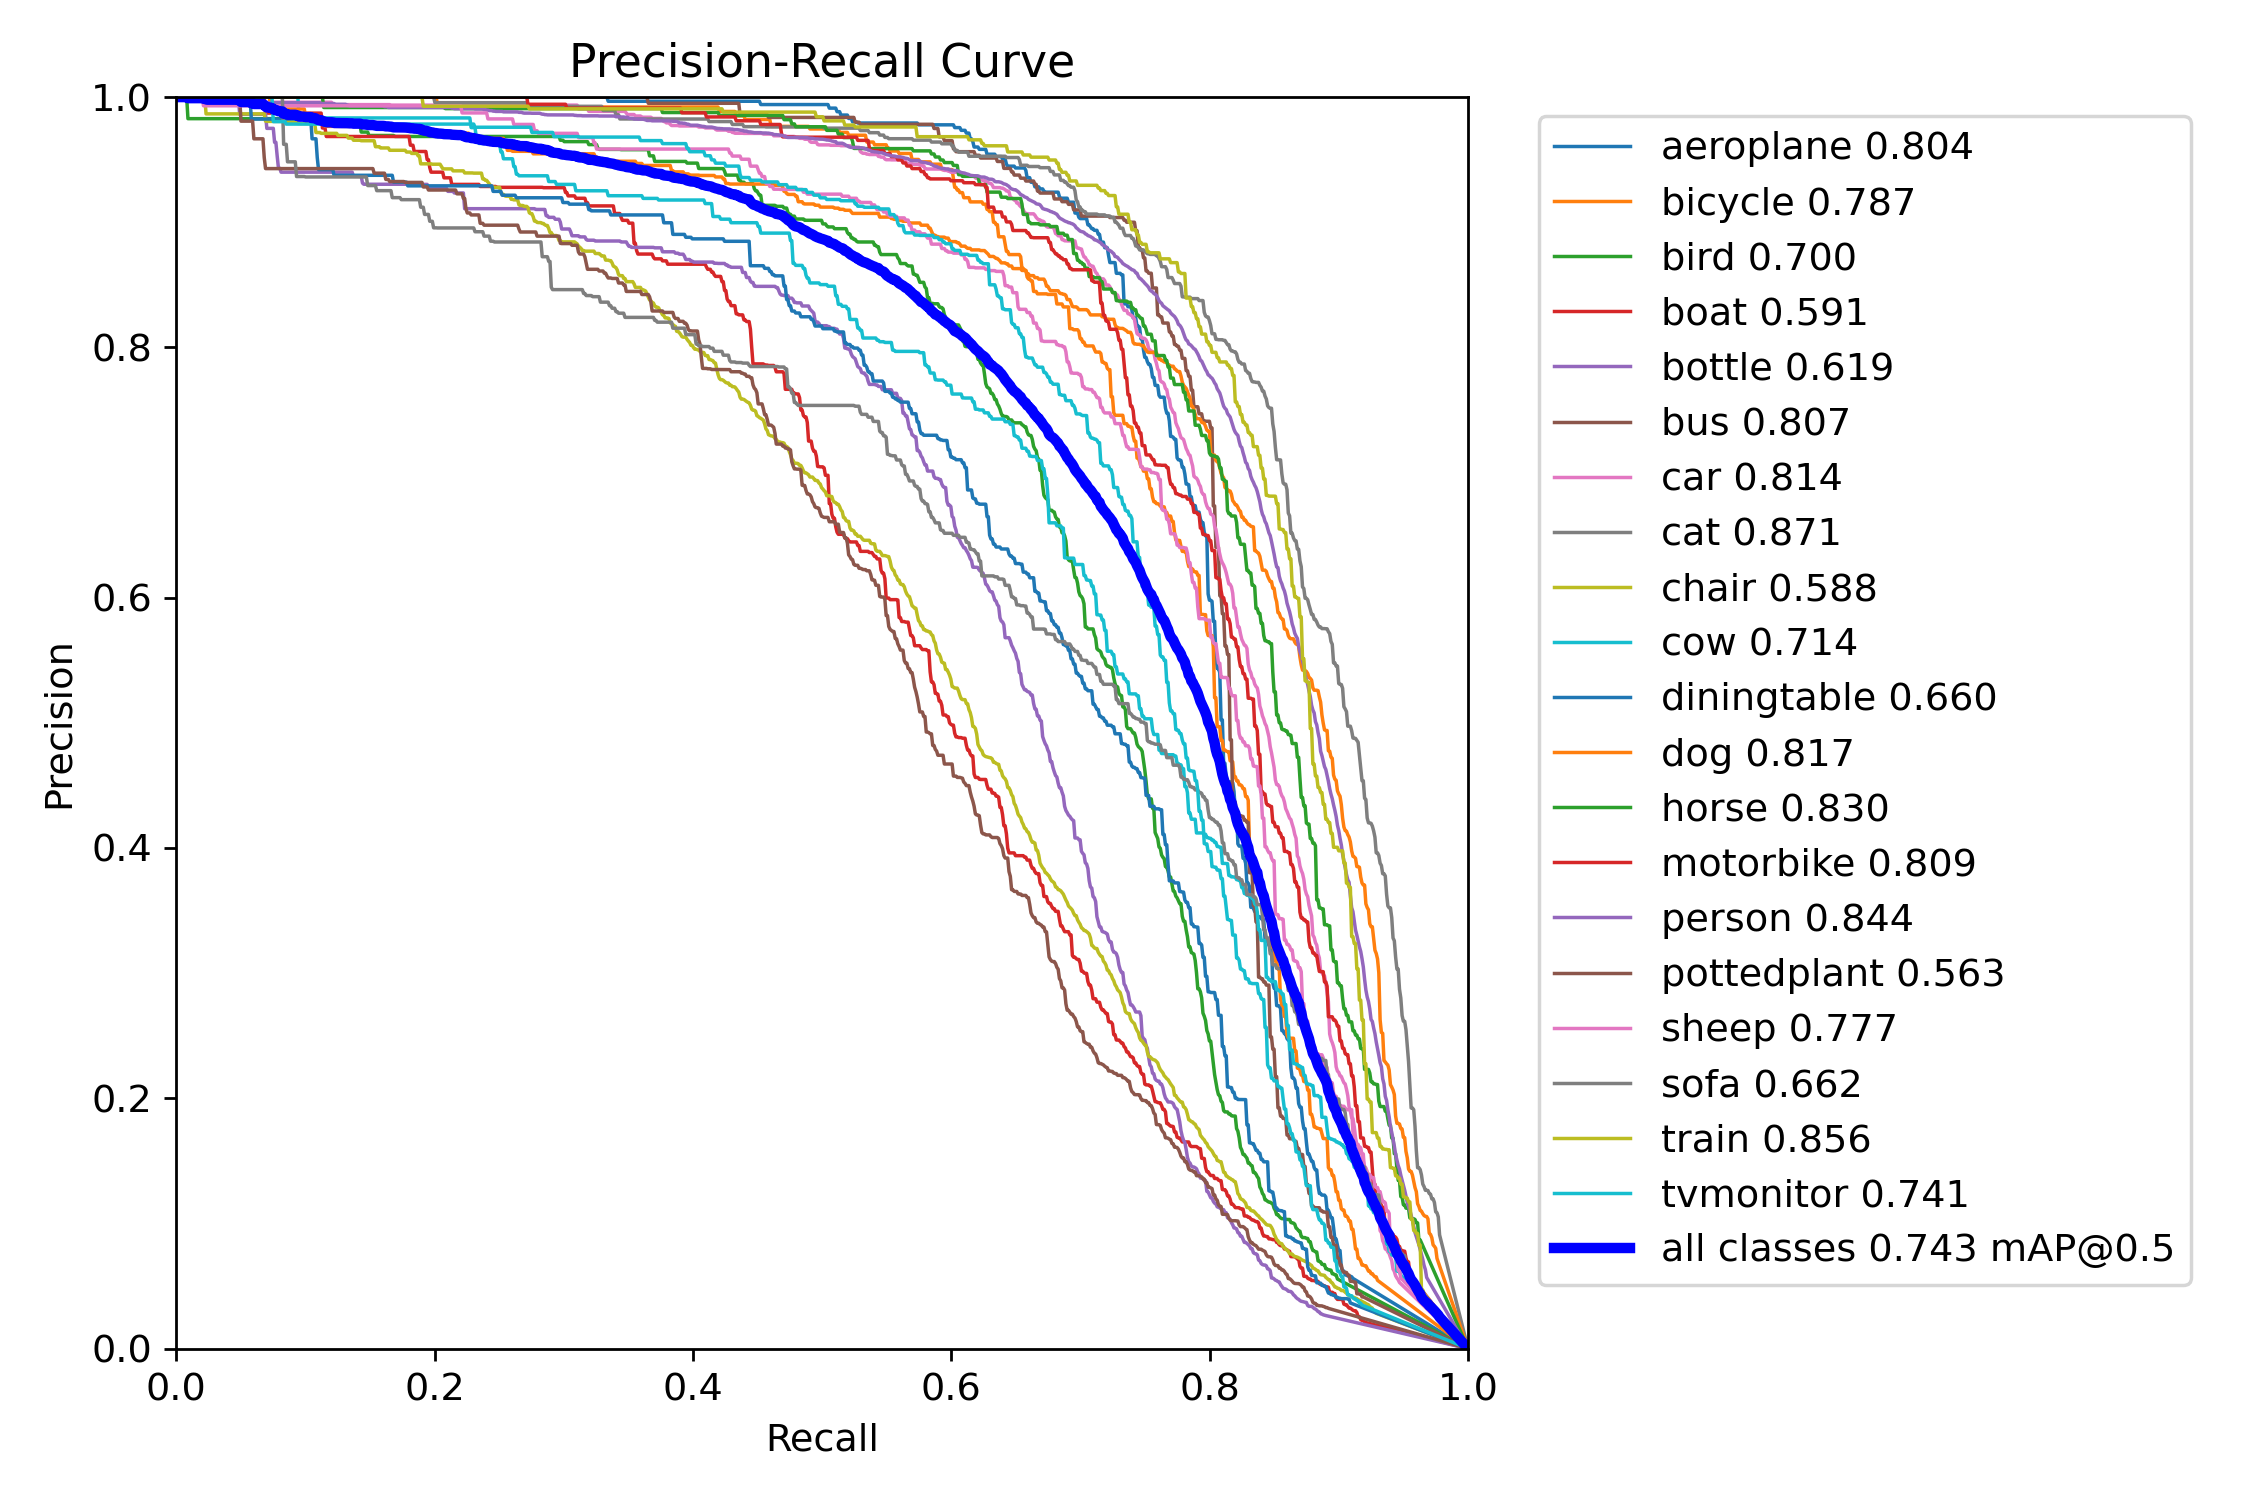 Precision-Recall Curve
1.0
0.8
0.6
0.4
0.2
0.0
Precision
0.0 0.2 0.4 0.6 0.8 1.0
Recall
aeroplane 0.804
bicycle 0.787
bird 0.700
boat 0.591
bottle 0.619
bus 0.807
car 0.814
cat 0.871
chair 0.588
cow 0.714
diningtable 0.660
dog 0.817
horse 0.830
motorbike 0.809
person 0.844
pottedplant 0.563
sheep 0.777
sofa 0.662
train 0.856
tvmonitor 0.741
all classes 0.743 mAP@0.5